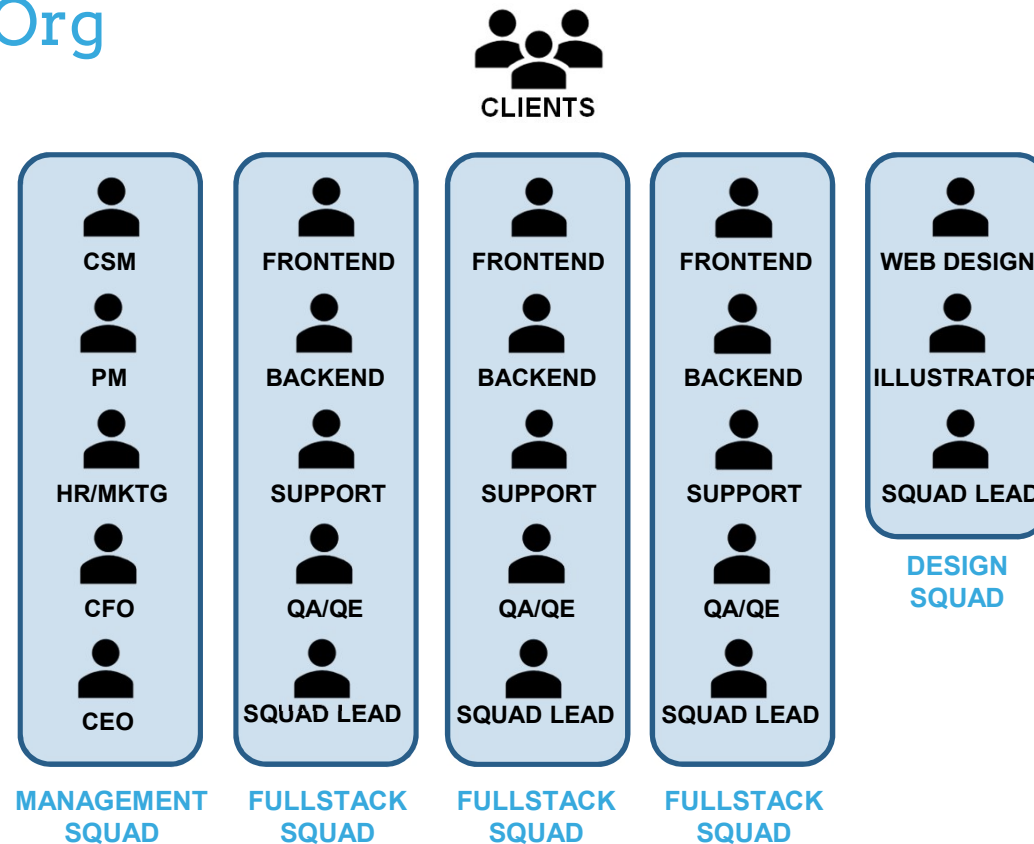 Org
CLIENTS
CSM
PM
HR/MKTG
CFO
CEO
MANAGEMENT
SQUAD
FRONTEND
BACKEND
SUPPORT
QA/QE
SQUAD LEAD
FULLSTACK
SQUAD
FRONTEND
BACKEND
SUPPORT
QA/QE
SQUAD LEAD
FULLSTACK
SQUAD
FRONTEND
BACKEND
SUPPORT
QA/QE
SQUAD LEAD
FULLSTACK
SQUAD
WEB DESIGN
ILLUSTRATOR
SQUAD LEAD
DESIGN
SQUAD